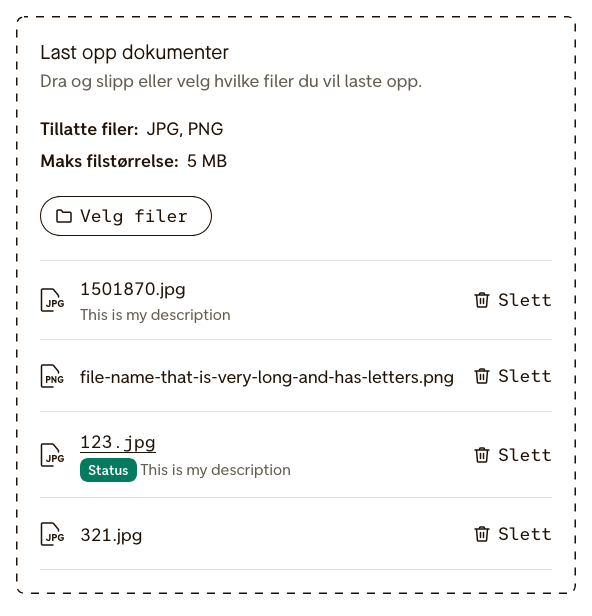 Last opp dokumenter
Dra og slipp eller velg hvilke filer du vil laste opp.
Tillatte filer: JPG, PNG
Maks filstørrelse: 5 MB
Velg filer
JPG 1501870.jpg Slett
This is my description
PNG file-name-that-is-very-long-and-has-letters.png Slett
123.jpg
JPG Slett
Status This is my description
JPG 321.jpg Slett